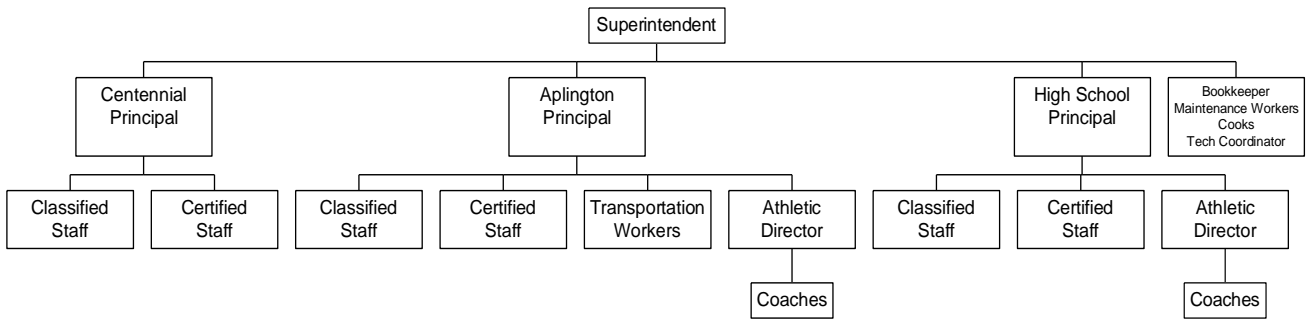 Superintendent
Centennial
Principal
Aplington
Principal
High School
Principal
Bookkeeper
Maintenance Workers
Cooks
Tech Coordinator
Classified
Staff
Certified
Staff
Classified
Staff
Certified
Staff
Transportation
Workers
Athletic
Director
Classified
Staff
Certified
Staff
Athletic
Director
Coaches
Coaches